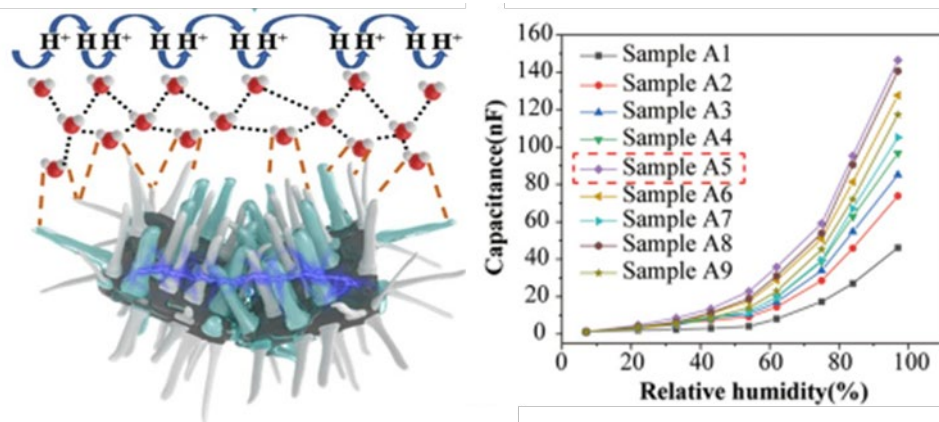 H⁺ H H⁺ H H⁺ H H⁺ H H⁺ H H⁺
160
140
120
100
80
60
40
20
0
Capacitance(nF)
Sample A1
Sample A2
Sample A3
Sample A4
Sample A5
Sample A6
Sample A7
Sample A8
Sample A9
0 20 40 60 80 100
Relative humidity(%)